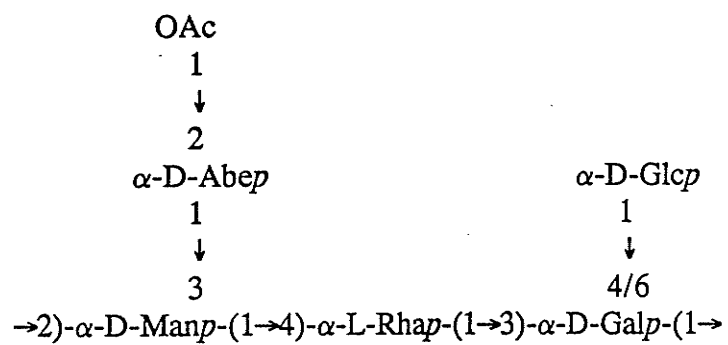 OAc
1
↓
2
α-D-Abep α-D-Glcp
1 1
↓ ↓
3 4/6
→2)-α-D-Manp-(1→4)-α-L-Rhap-(1→3)-α-D-Galp-(1→